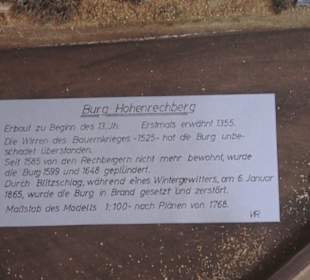 Burg Hohenrechberg
Erbaut zu Beginn des 13.Jh. Erstmals erwähnt 1355.
Die Wirren des Bauernkrieges -1525- hat die Burg unbe-
schadet überstanden.
Seit 1585 von den Rechbergern nicht mehr bewohnt, wurde
die Burg 1599 und 1648 geplündert.
Durch Blitzschlag, während eines Wintergewitters, am 6. Januar
1865, wurde die Burg in Brand gesetzt und zerstört.
Maßstab des Modells 1:100- nach Plänen von 1768.